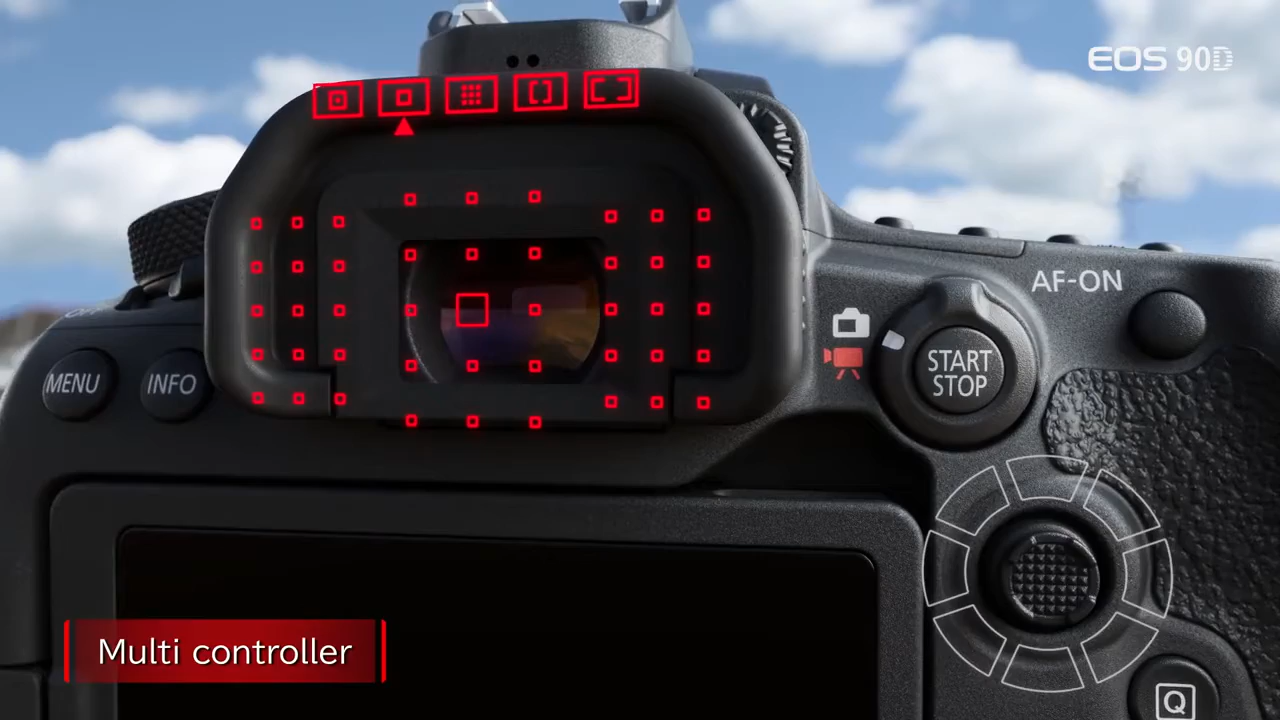 EOS 90D
AF-ON
MENU
INFO
START
STOP
Multi controller
Q